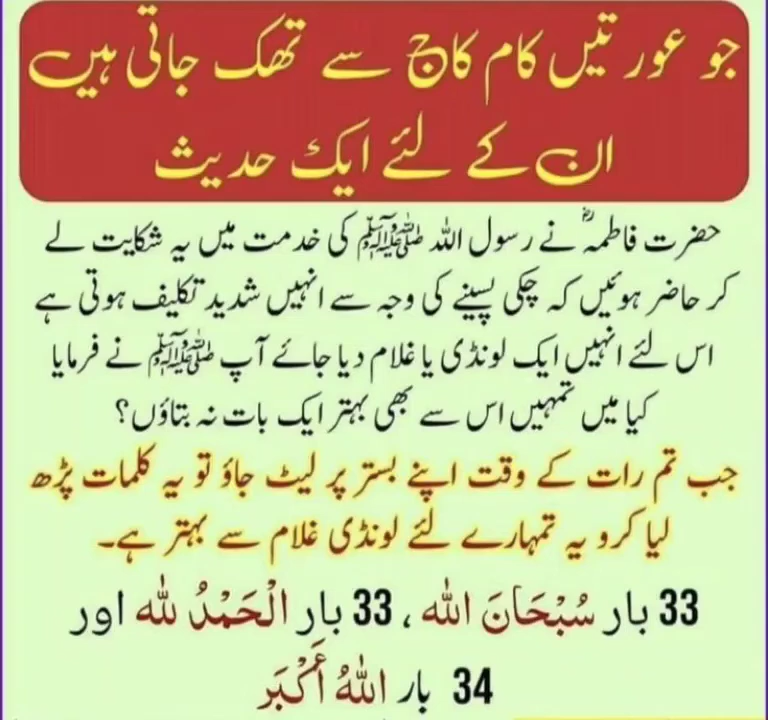 جو عورتیں کام کاج سے تھک جاتی ہیں
ان کے لئے ایک حدیث
حضرت فاطمہؓ نے رسول اللہ ﷺ کی خدمت میں یہ شکایت لے
کر حاضر ہوئیں کہ چکی پسینے کی وجہ سے انہیں شدید تکلیف ہوتی ہے
اس لئے انہیں ایک لونڈی یا غلام دیا جائے آپ ﷺ نے فرمایا
کیا میں تمہیں اس سے بھی بہتر ایک بات نہ بتاؤں؟
جب تم رات کے وقت اپنے بستر پر لیٹ جاؤ تو یہ کلمات پڑھ
لیا کرو یہ تمہارے لئے لونڈی غلام سے بہتر ہے۔
33 بار سُبْحَانَ اللہ ، 33 بار الْحَمْدُ لِلہ اور
34 بار اللہُ أَکْبَر